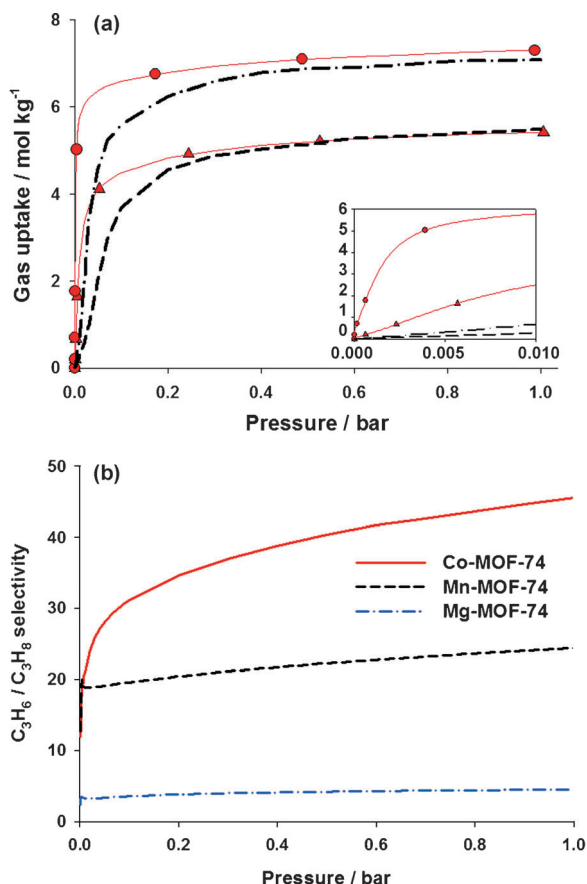 (a)
Gas uptake / mol kg⁻¹
8
6
4
2
0
6
5
4
3
2
1
0
0.000 0.005 0.010
0.0 0.2 0.4 0.6 0.8 1.0
Pressure / bar
(b)
C₃H₆ / C₃H₈ selectivity
50
40
30
20
10
0
Co-MOF-74
Mn-MOF-74
Mg-MOF-74
0.0 0.2 0.4 0.6 0.8 1.0
Pressure / bar